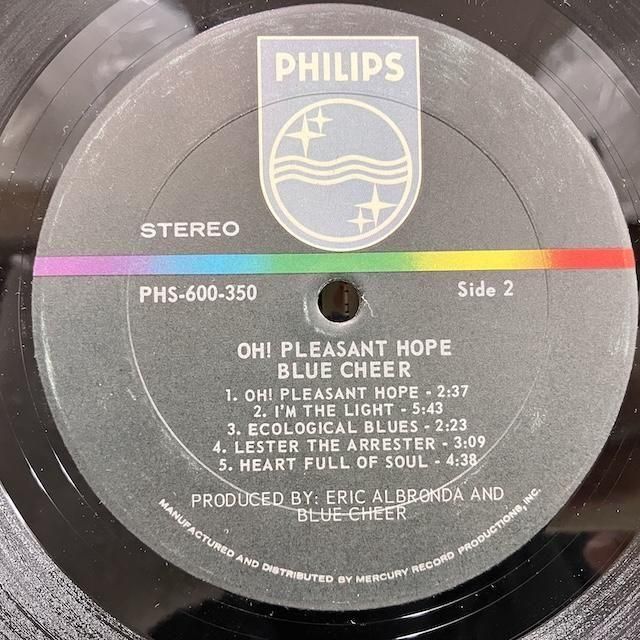 PHILIPS
STEREO
PHS-600-350
Side 2
OH! PLEASANT HOPE
BLUE CHEER
1. OH! PLEASANT HOPE - 2:37
2. I'M THE LIGHT - 5:43
3. ECOLOGICAL BLUES - 2:23
4. LESTER THE ARRESTER - 3:09
5. HEART FULL OF SOUL - 4:38
PRODUCED BY: ERIC ALBRONDA AND
BLUE CHEER
MANUFACTURED AND DISTRIBUTED BY MERCURY RECORD PRODUCTIONS, INC.